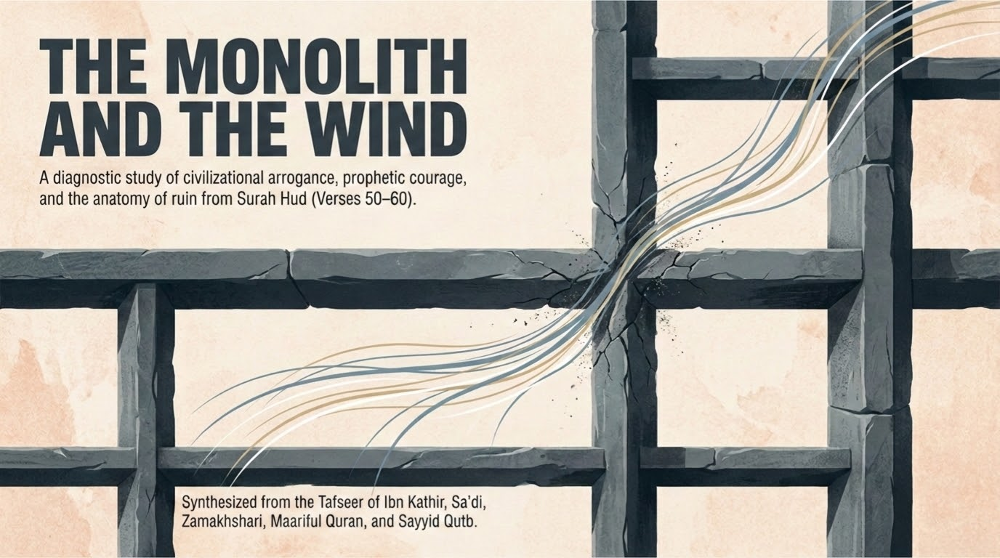 THE MONOLITH
AND THE WIND
A diagnostic study of civilizational arrogance, prophetic courage,
and the anatomy of ruin from Surah Hud (Verses 50–60).
Synthesized from the Tafseer of Ibn Kathir, Sa'di,
Zamakhshari, Maariful Quran, and Sayyid Qutb.